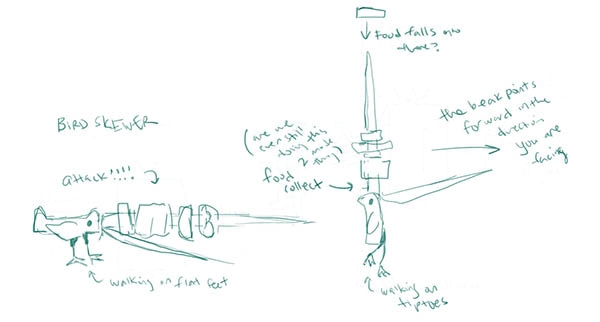 BIRD SKEWER
attack!!!!
walking on flat feet
Food falls
there?
(are we
even still
doing this
2 mode
thing)
food
collect
the beak points
forward in the
direction
you are
facing
walking on
tiptoes